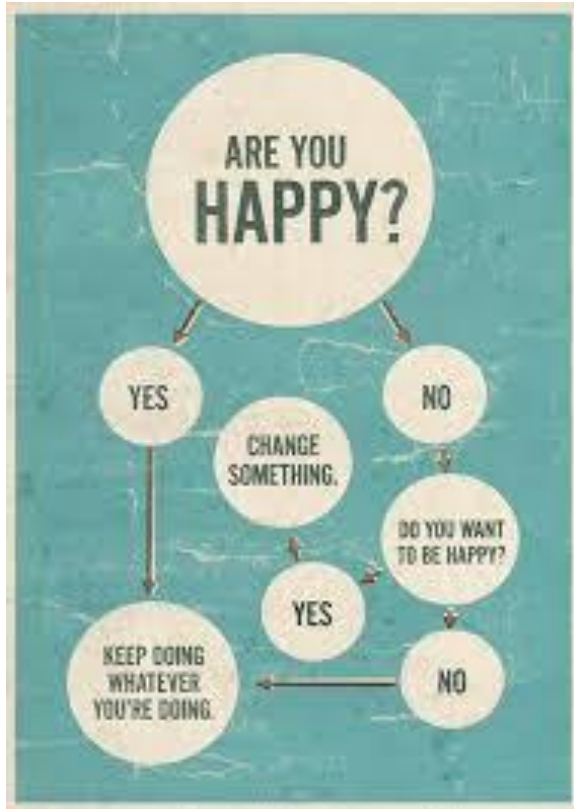 ARE YOU
HAPPY?
YES
NO
CHANGE
SOMETHING.
DO YOU WANT
TO BE HAPPY?
YES
NO
KEEP DOING
WHATEVER
YOU'RE DOING.